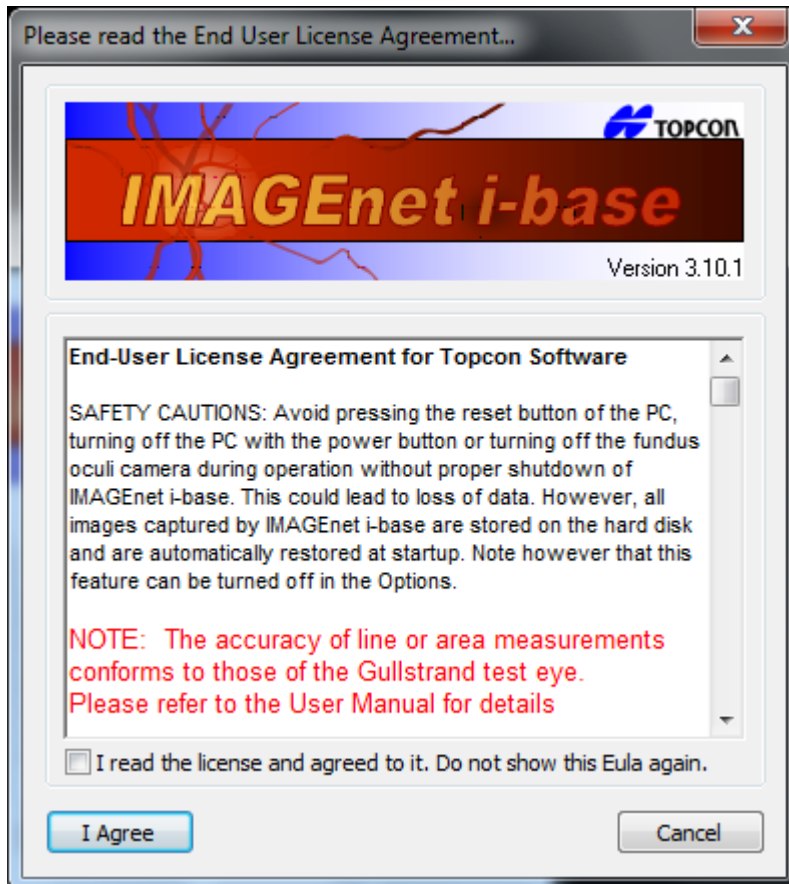 Please read the End User License Agreement...
TOPCON
IMAGEnet i-base
Version 3.10.1
End-User License Agreement for Topcon Software
SAFETY CAUTIONS: Avoid pressing the reset button of the PC,
turning off the PC with the power button or turning off the fundus
oculi camera during operation without proper shutdown of
IMAGEnet i-base. This could lead to loss of data. However, all
images captured by IMAGEnet i-base are stored on the hard disk
and are automatically restored at startup. Note however that this
feature can be turned off in the Options.
NOTE: The accuracy of line or area measurements
conforms to those of the Gullstrand test eye.
Please refer to the User Manual for details
I read the license and agreed to it. Do not show this Eula again.
I Agree
Cancel